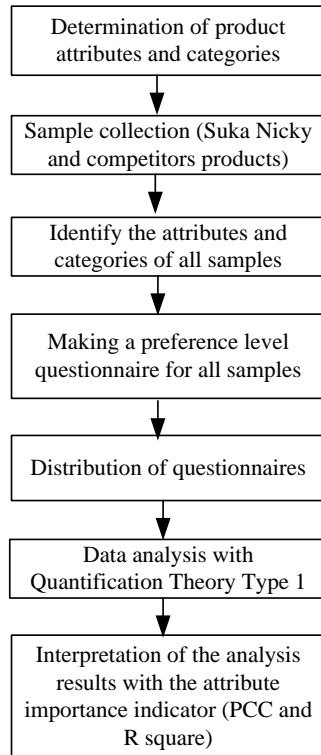 Determination of product
attributes and categories
Sample collection (Suka Nicky
and competitors products)
Identify the attributes and
categories of all samples
Making a preference level
questionnaire for all samples
Distribution of questionnaires
Data analysis with
Quantification Theory Type 1
Interpretation of the analysis
results with the attribute
importance indicator (PCC and
R square)